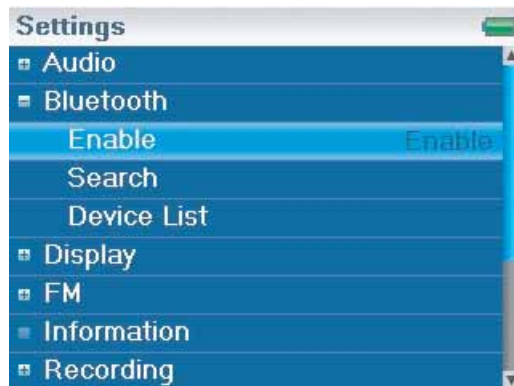 Settings
Audio
Bluetooth
Enable Enable
Search
Device List
Display
FM
Information
Recording